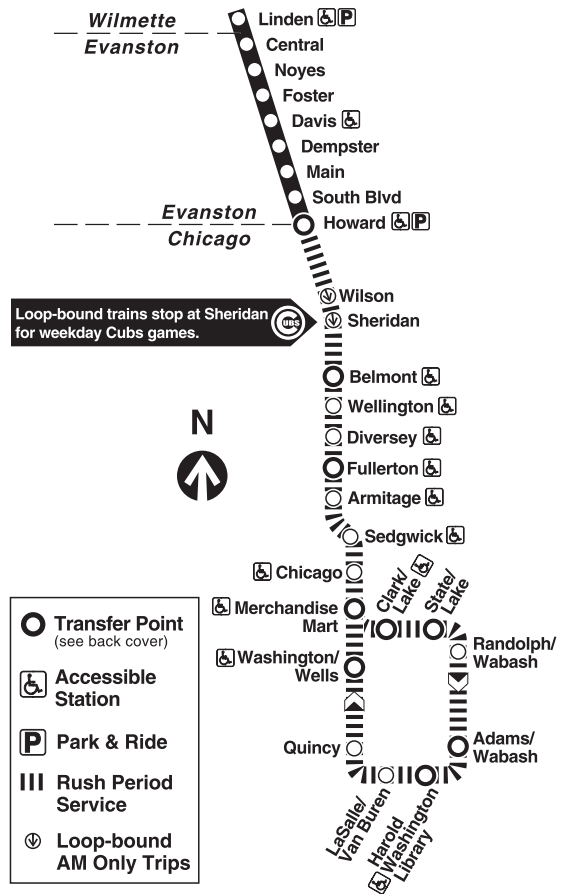 Wilmette
Evanston
Linden P
Central
Noyes
Foster
Davis
Dempster
Main
South Blvd
Evanston
Chicago
Howard P
Wilson
Loop-bound trains stop at Sheridan
for weekday Cubs games.
CUBS
Sheridan
Belmont
Wellington
Diversey
N
Fullerton
Armitage
Sedgwick
Chicago
Clark/
Lake
State/
Lake
Merchandise
Mart
Randolph/
Wabash
Washington/
Wells
Quincy
Adams/
Wabash
LaSalle/
Van Buren
Harold
Washington
Library
Transfer Point
(see back cover)
Accessible
Station
P Park & Ride
Rush Period
Service
Loop-bound
AM Only Trips